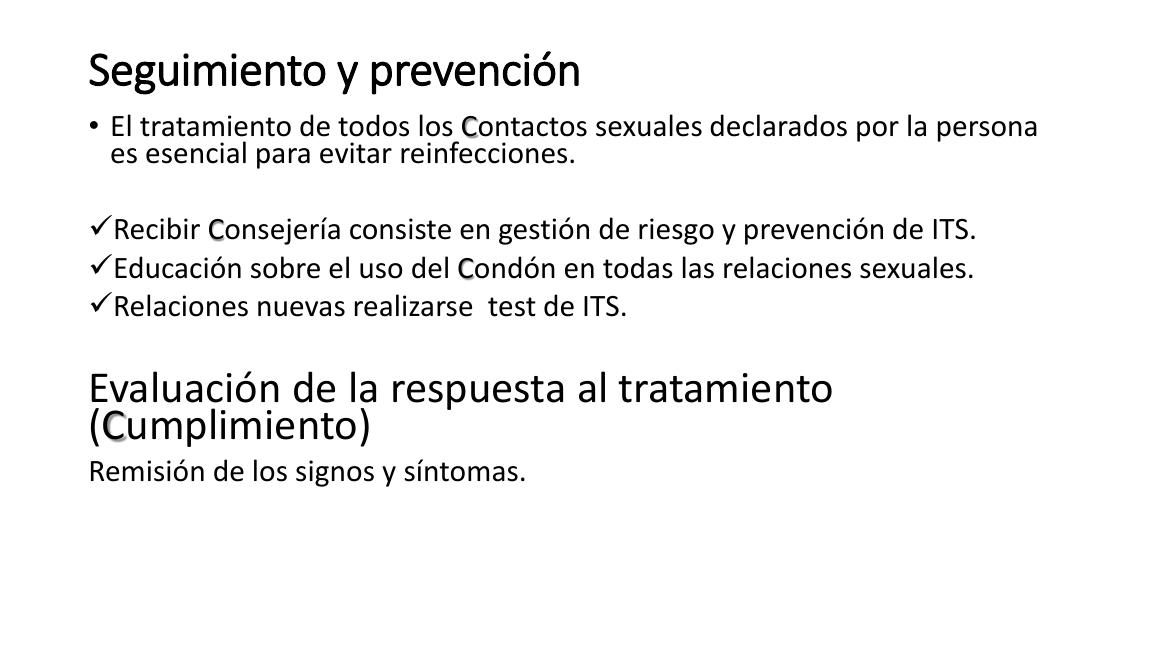 Seguimiento y prevención
• El tratamiento de todos los Contactos sexuales declarados por la persona
es esencial para evitar reinfecciones.
✓Recibir Consejería consiste en gestión de riesgo y prevención de ITS.
✓Educación sobre el uso del Condón en todas las relaciones sexuales.
✓Relaciones nuevas realizarse  test de ITS.
Evaluación de la respuesta al tratamiento
(Cumplimiento)
Remisión de los signos y síntomas.